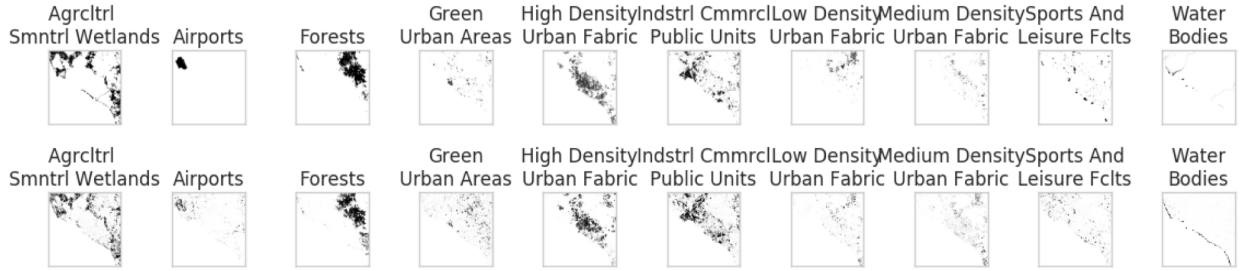 Agrcltrl
Smntrl Wetlands
Airports
Forests
Green
Urban Areas
High Density
Urban Fabric
Indstrl Cmmrcl
Public Units
Low Density
Urban Fabric
Medium Density
Urban Fabric
Sports And
Leisure Fclts
Water
Bodies
Agrcltrl
Smntrl Wetlands
Airports
Forests
Green
Urban Areas
High Density
Urban Fabric
Indstrl Cmmrcl
Public Units
Low Density
Urban Fabric
Medium Density
Urban Fabric
Sports And
Leisure Fclts
Water
Bodies